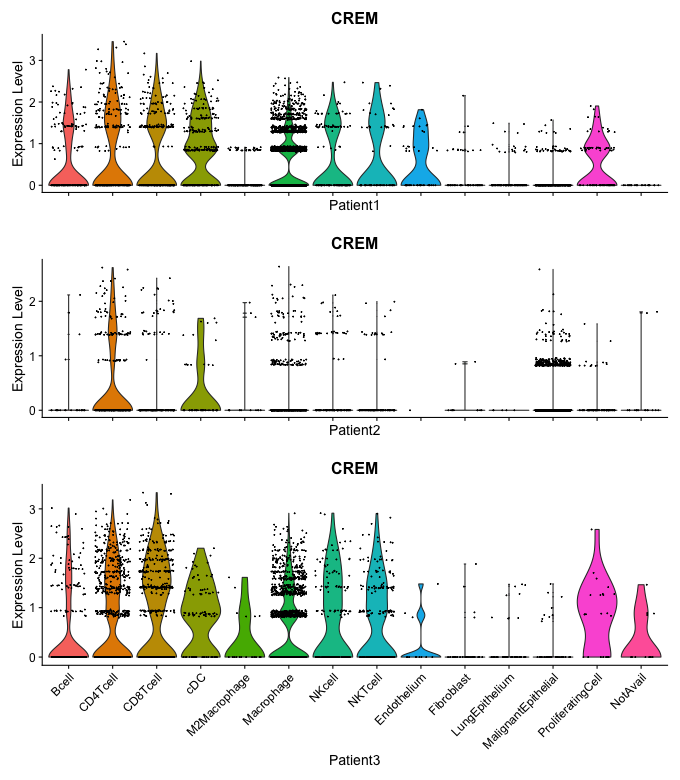 CREM
Expression Level
3
2
1
0
Patient1
CREM
Expression Level
2
1
0
Patient2
CREM
Expression Level
3
2
1
0
Bcell
CD4Tcell
CD8Tcell
cDC
M2Macrophage
Macrophage
NKcell
NKTcell
Endothelium
Fibroblast
LungEpithelium
MalignantEpithelial
ProliferatingCell
NotAvail
Patient3